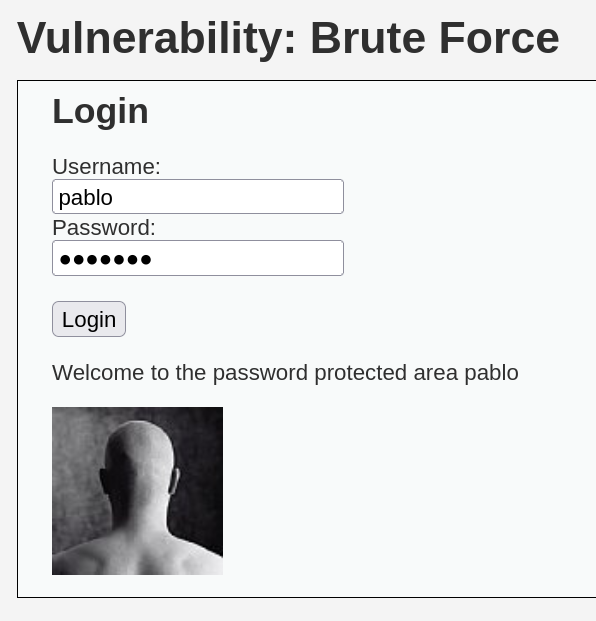 Vulnerability: Brute Force
Login
Username:
pablo
Password:
●●●●●●●
Login
Welcome to the password protected area pablo